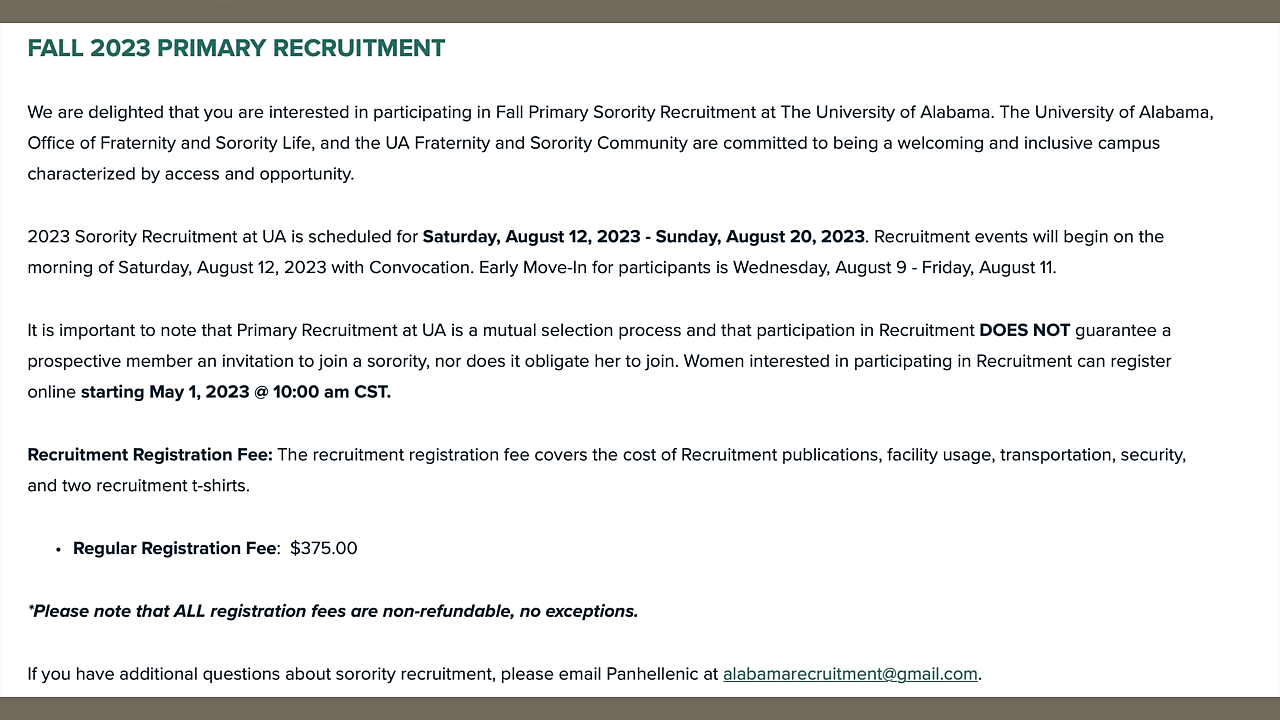 FALL 2023 PRIMARY RECRUITMENT
We are delighted that you are interested in participating in Fall Primary Sorority Recruitment at The University of Alabama. The University of Alabama,
Office of Fraternity and Sorority Life, and the UA Fraternity and Sorority Community are committed to being a welcoming and inclusive campus
characterized by access and opportunity.
2023 Sorority Recruitment at UA is scheduled for Saturday, August 12, 2023 - Sunday, August 20, 2023. Recruitment events will begin on the
morning of Saturday, August 12, 2023 with Convocation. Early Move-In for participants is Wednesday, August 9 - Friday, August 11.
It is important to note that Primary Recruitment at UA is a mutual selection process and that participation in Recruitment DOES NOT guarantee a
prospective member an invitation to join a sorority, nor does it obligate her to join. Women interested in participating in Recruitment can register
online starting May 1, 2023 @ 10:00 am CST.
Recruitment Registration Fee: The recruitment registration fee covers the cost of Recruitment publications, facility usage, transportation, security,
and two recruitment t-shirts.
• Regular Registration Fee:  $375.00
*Please note that ALL registration fees are non-refundable, no exceptions.
If you have additional questions about sorority recruitment, please email Panhellenic at alabamarecruitment@gmail.com.